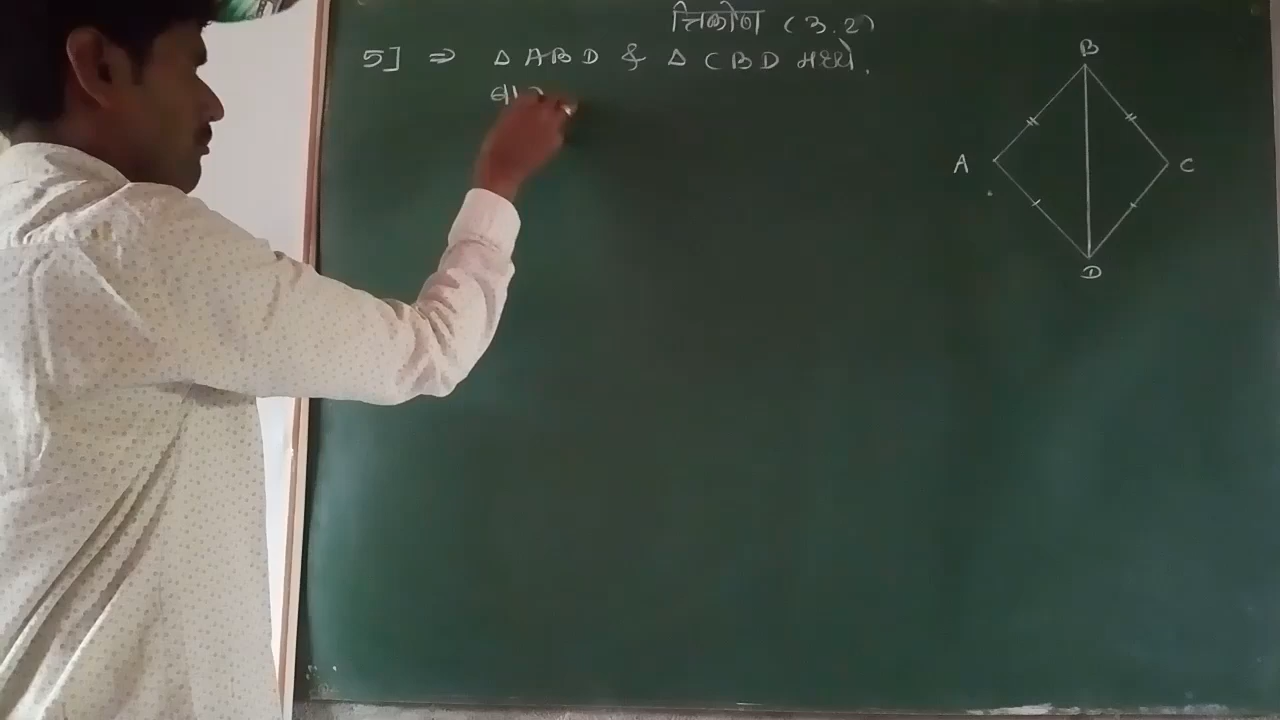 त्रिकोण (3.2)
5] ⇒ △ ABD & △ CBD मध्ये,
बा
B
A
C
D